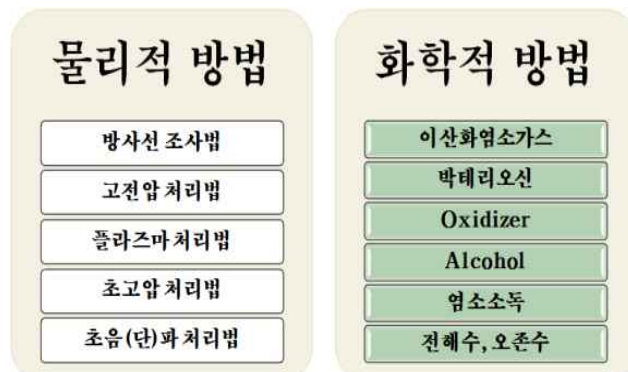 물리적 방법
방사선 조사법
고전압 처리법
플라즈마 처리법
초고압 처리법
초음(단)파 처리법
화학적 방법
이산화염소가스
박테리오신
Oxidizer
Alcohol
염소소독
전해수, 오존수